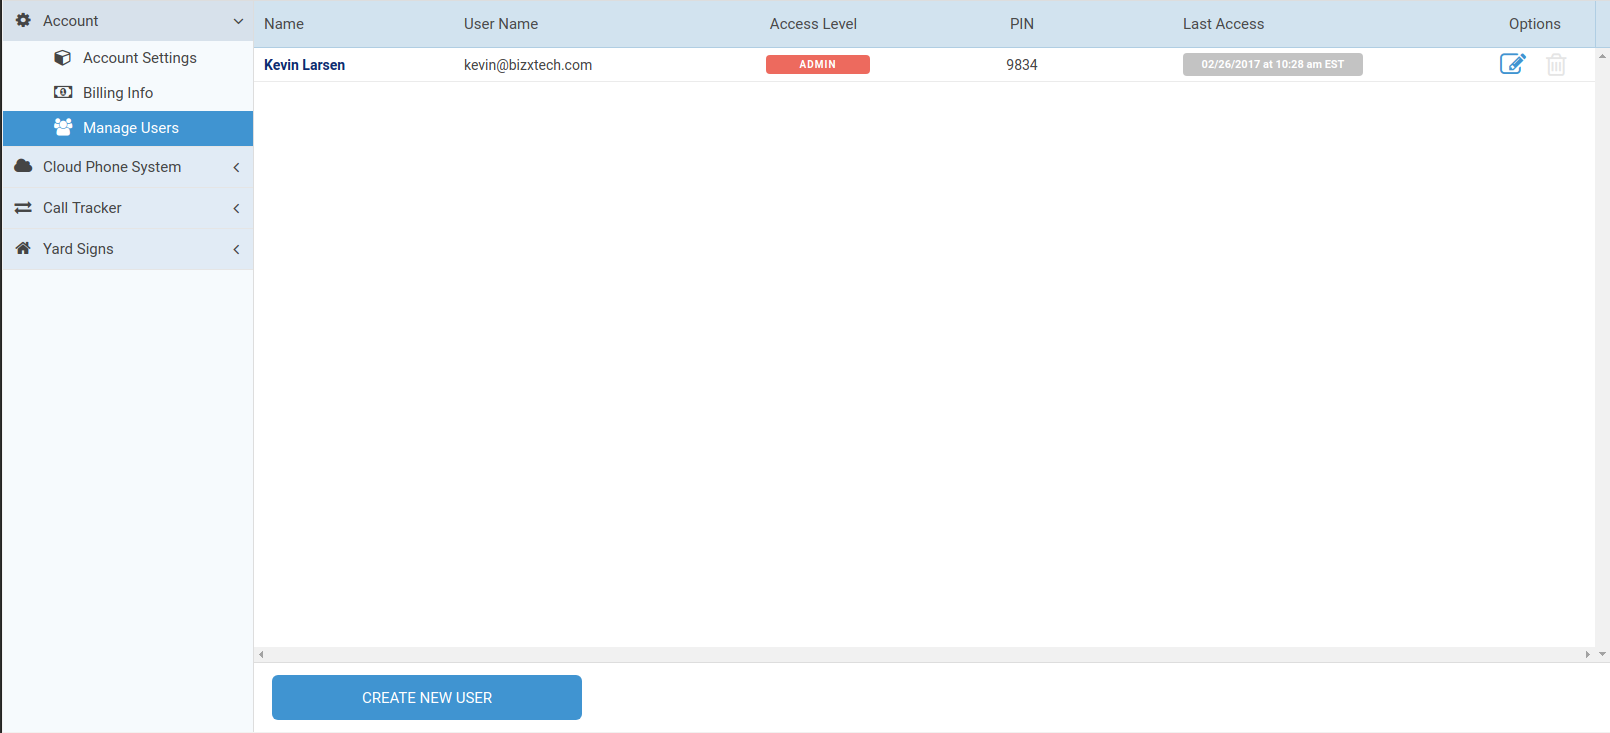 Account
Account Settings
Billing Info
Manage Users
Cloud Phone System
Call Tracker
Yard Signs
Name User Name Access Level PIN Last Access Options
Kevin Larsen kevin@bizxtech.com ADMIN 9834 02/26/2017 at 10:28 am EST
CREATE NEW USER